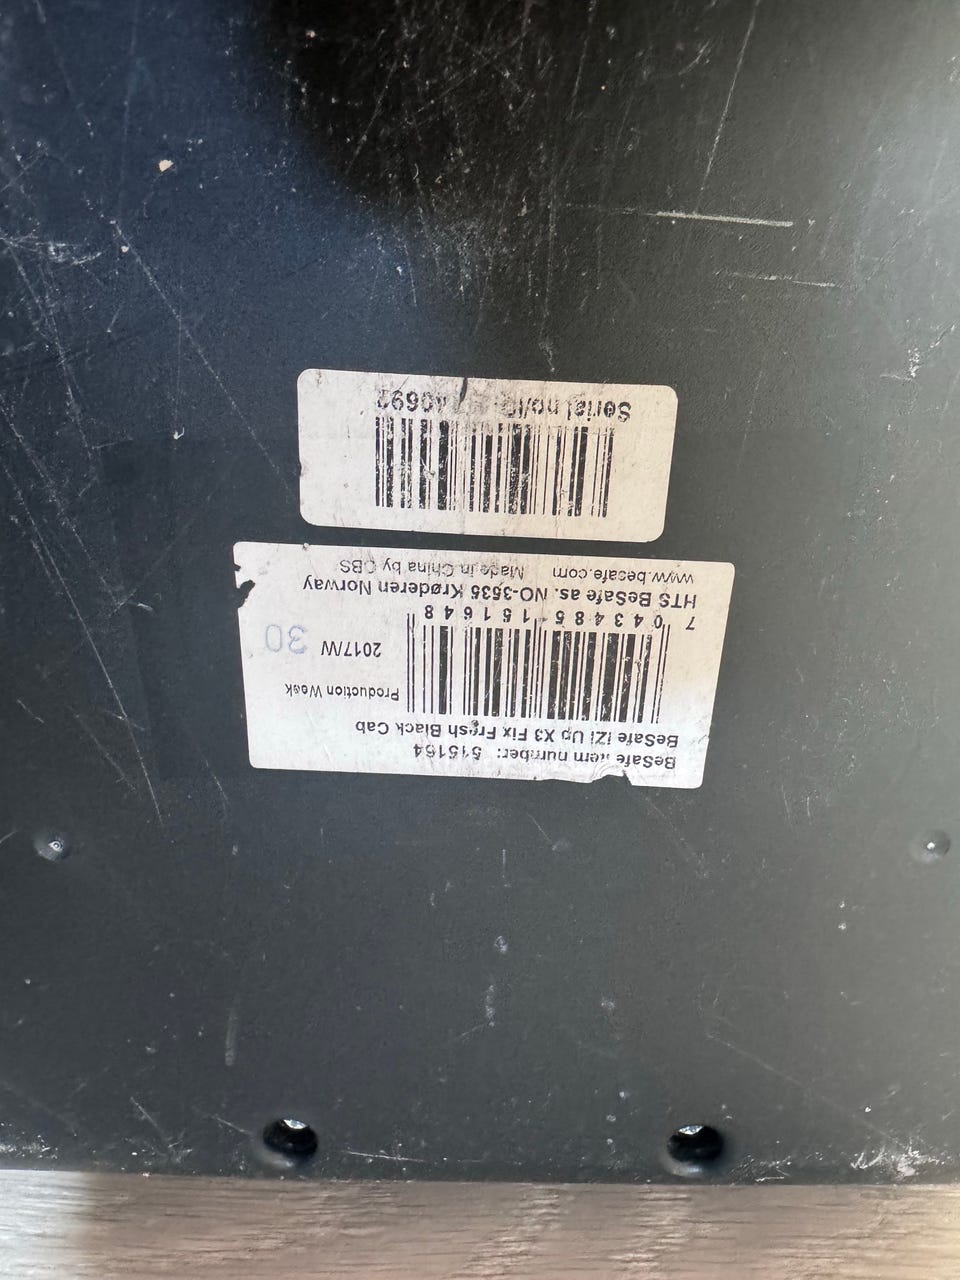 BeSafe item number: 515164
BeSafe iZi Up X3 Fix Fresh Black Cab
Production Week
2017/W 30
7 043485 151648
HTS BeSafe as. NO-3535 Krøderen Norway
www.besafe.com Made in China by CBS
Serial no/